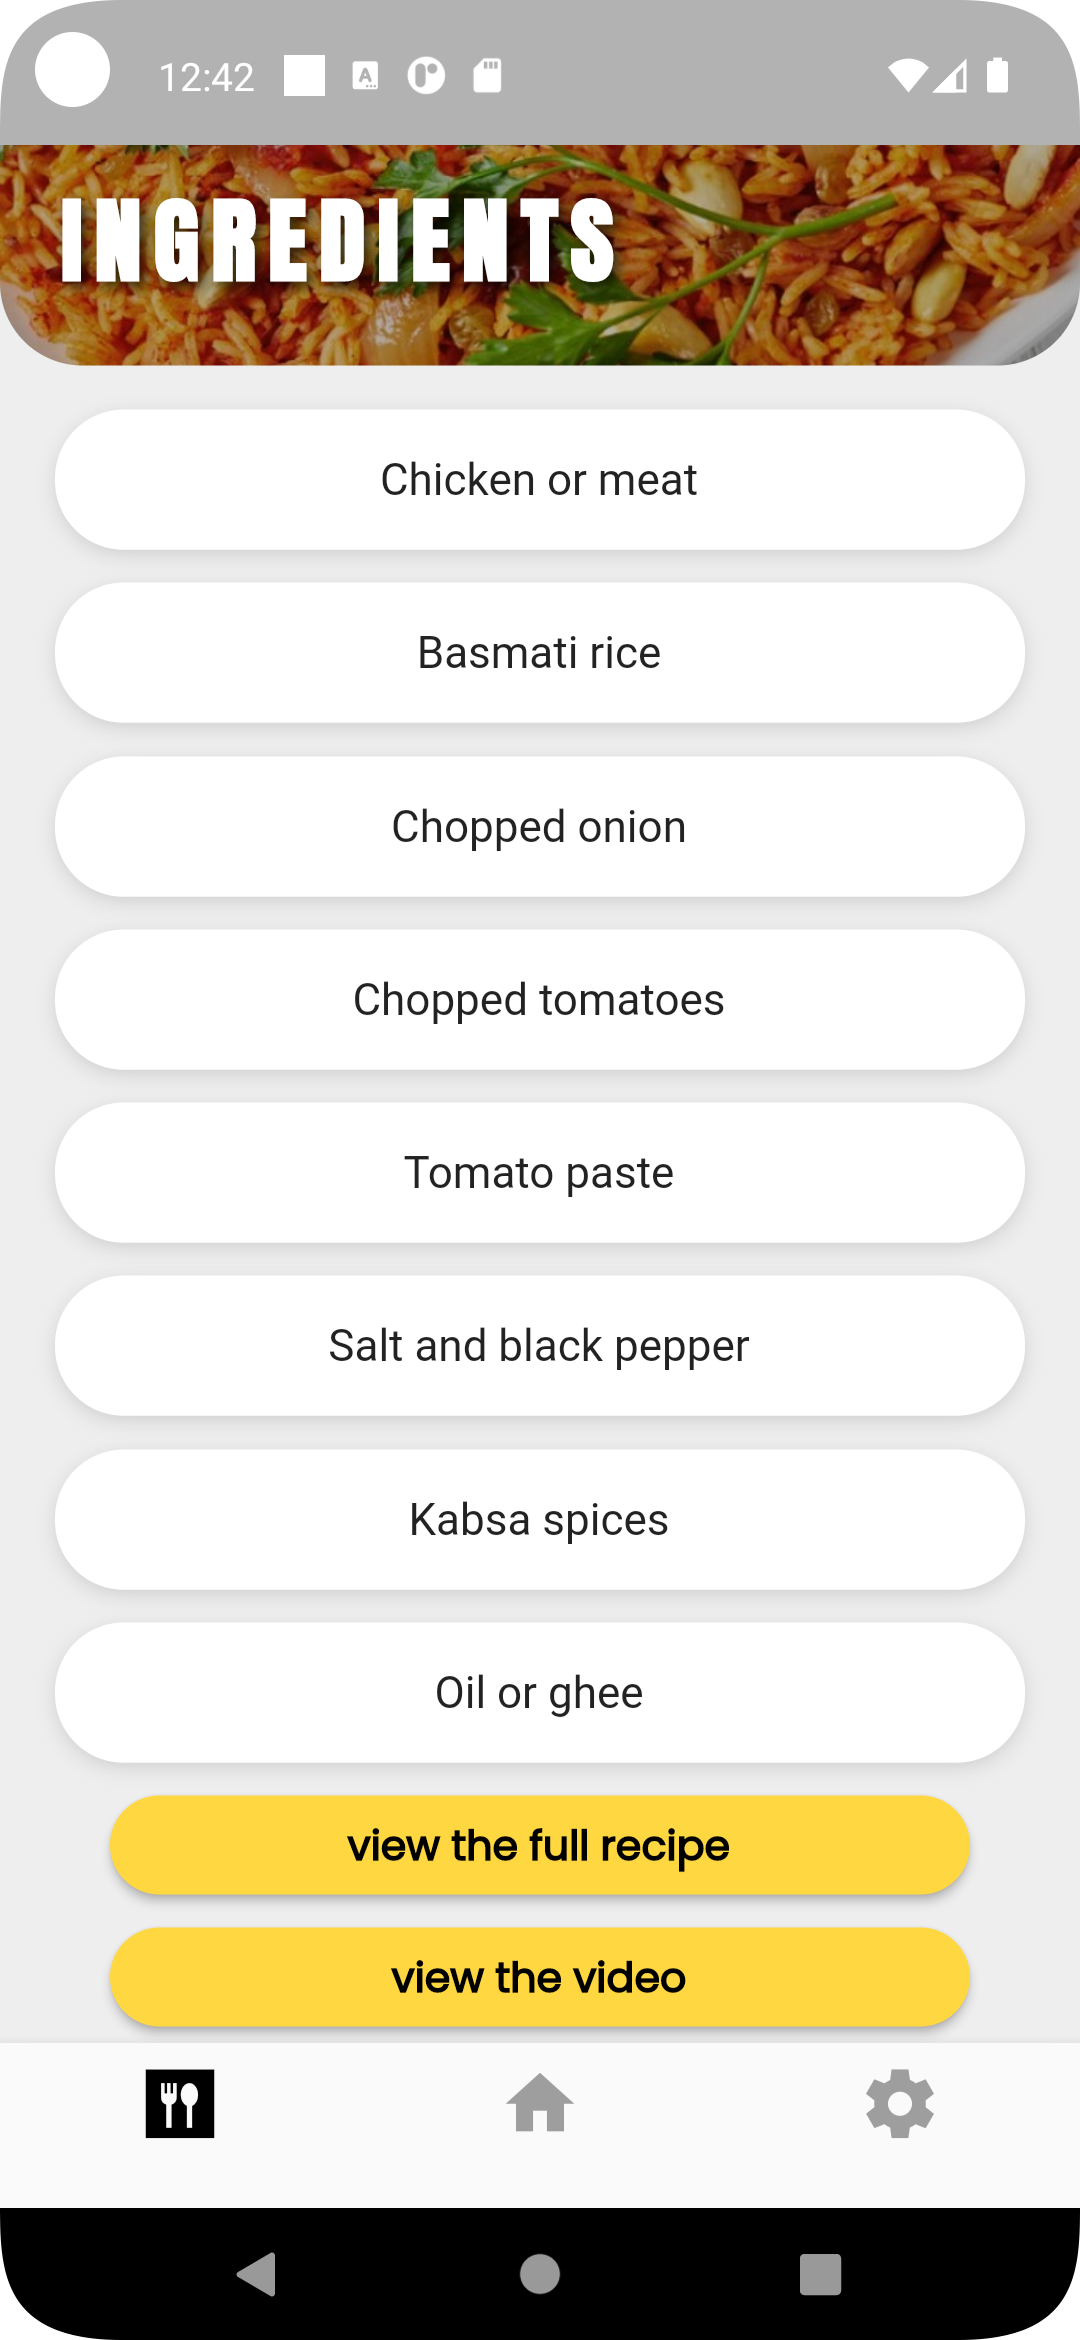 12:42
INGREDIENTS
Chicken or meat
Basmati rice
Chopped onion
Chopped tomatoes
Tomato paste
Salt and black pepper
Kabsa spices
Oil or ghee
view the full recipe
view the video